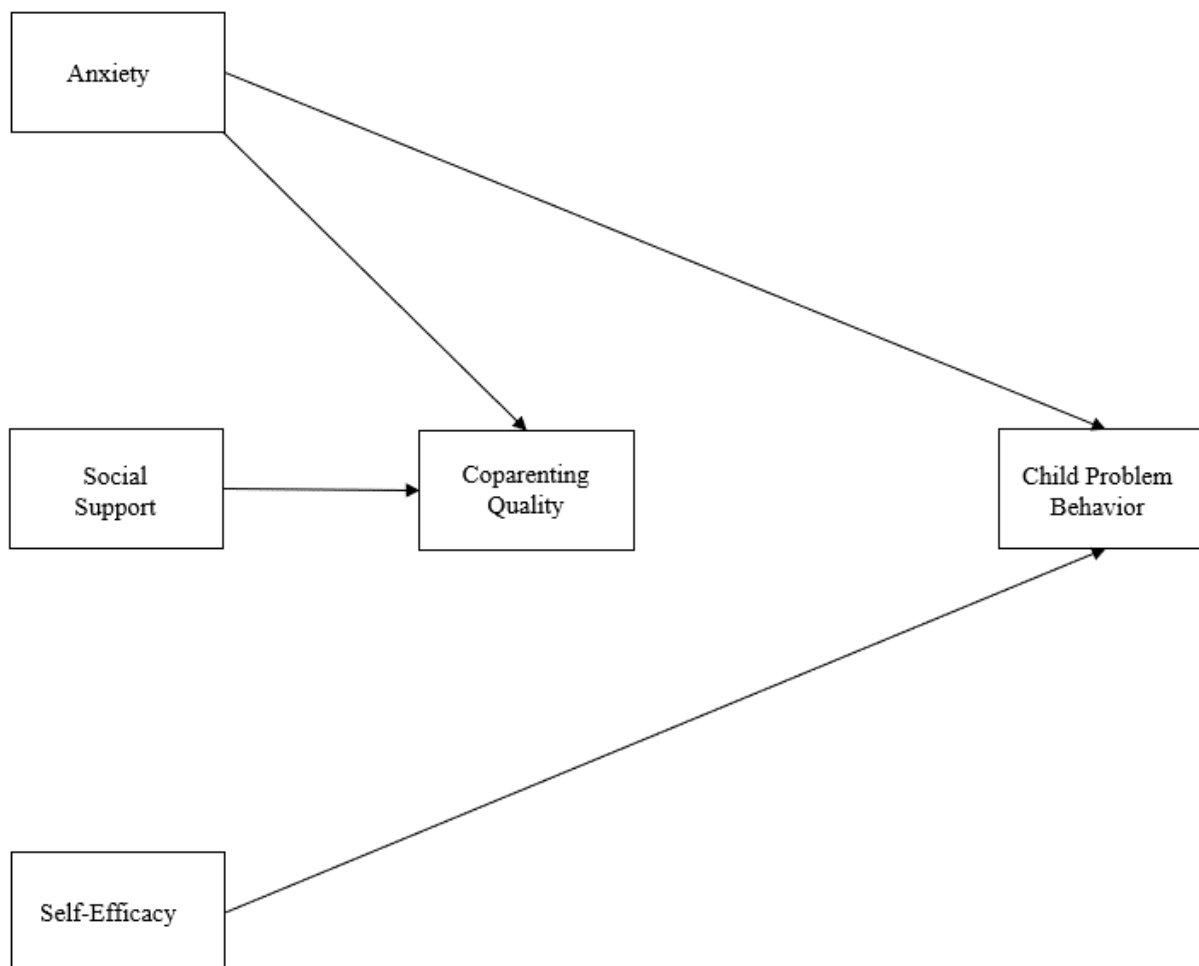 Anxiety
Social
Support
Coparenting
Quality
Child Problem
Behavior
Self-Efficacy